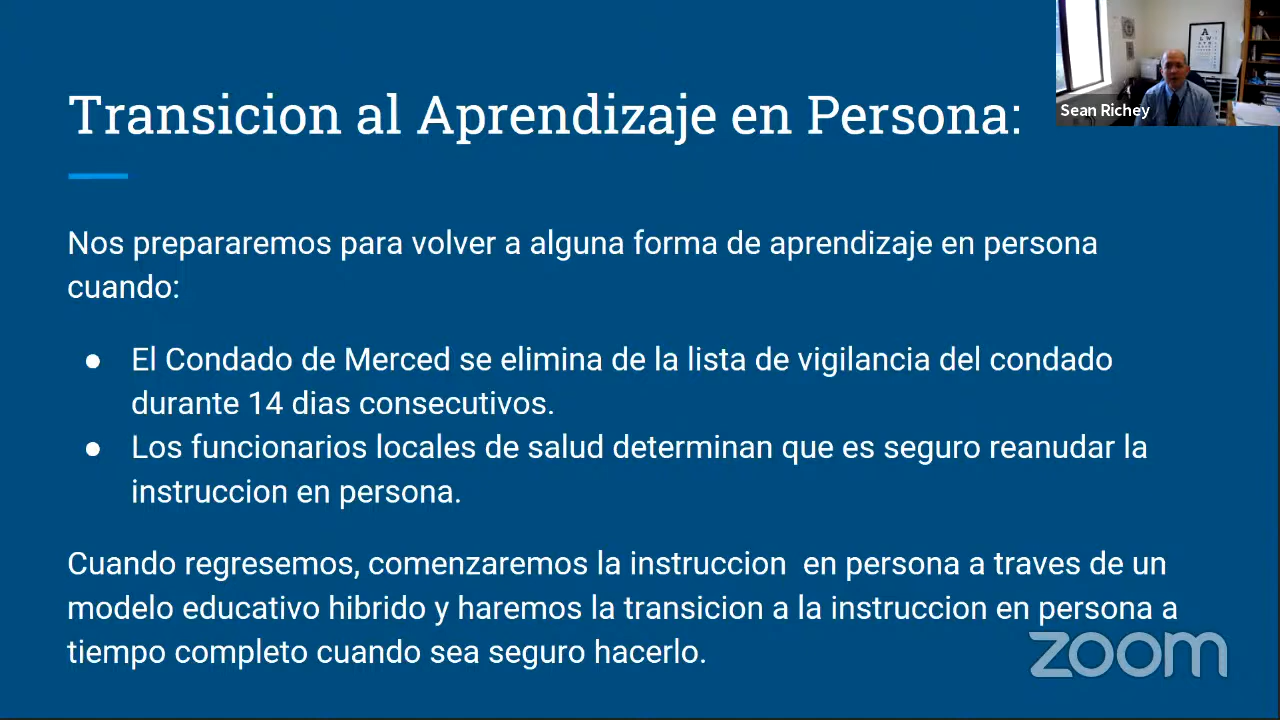 Transicion al Aprendizaje en Persona:
Sean Richey
Nos prepararemos para volver a alguna forma de aprendizaje en persona
cuando:
● El Condado de Merced se elimina de la lista de vigilancia del condado
durante 14 dias consecutivos.
● Los funcionarios locales de salud determinan que es seguro reanudar la
instruccion en persona.
Cuando regresemos, comenzaremos la instruccion  en persona a traves de un
modelo educativo hibrido y haremos la transicion a la instruccion en persona a
tiempo completo cuando sea seguro hacerlo.
zoom